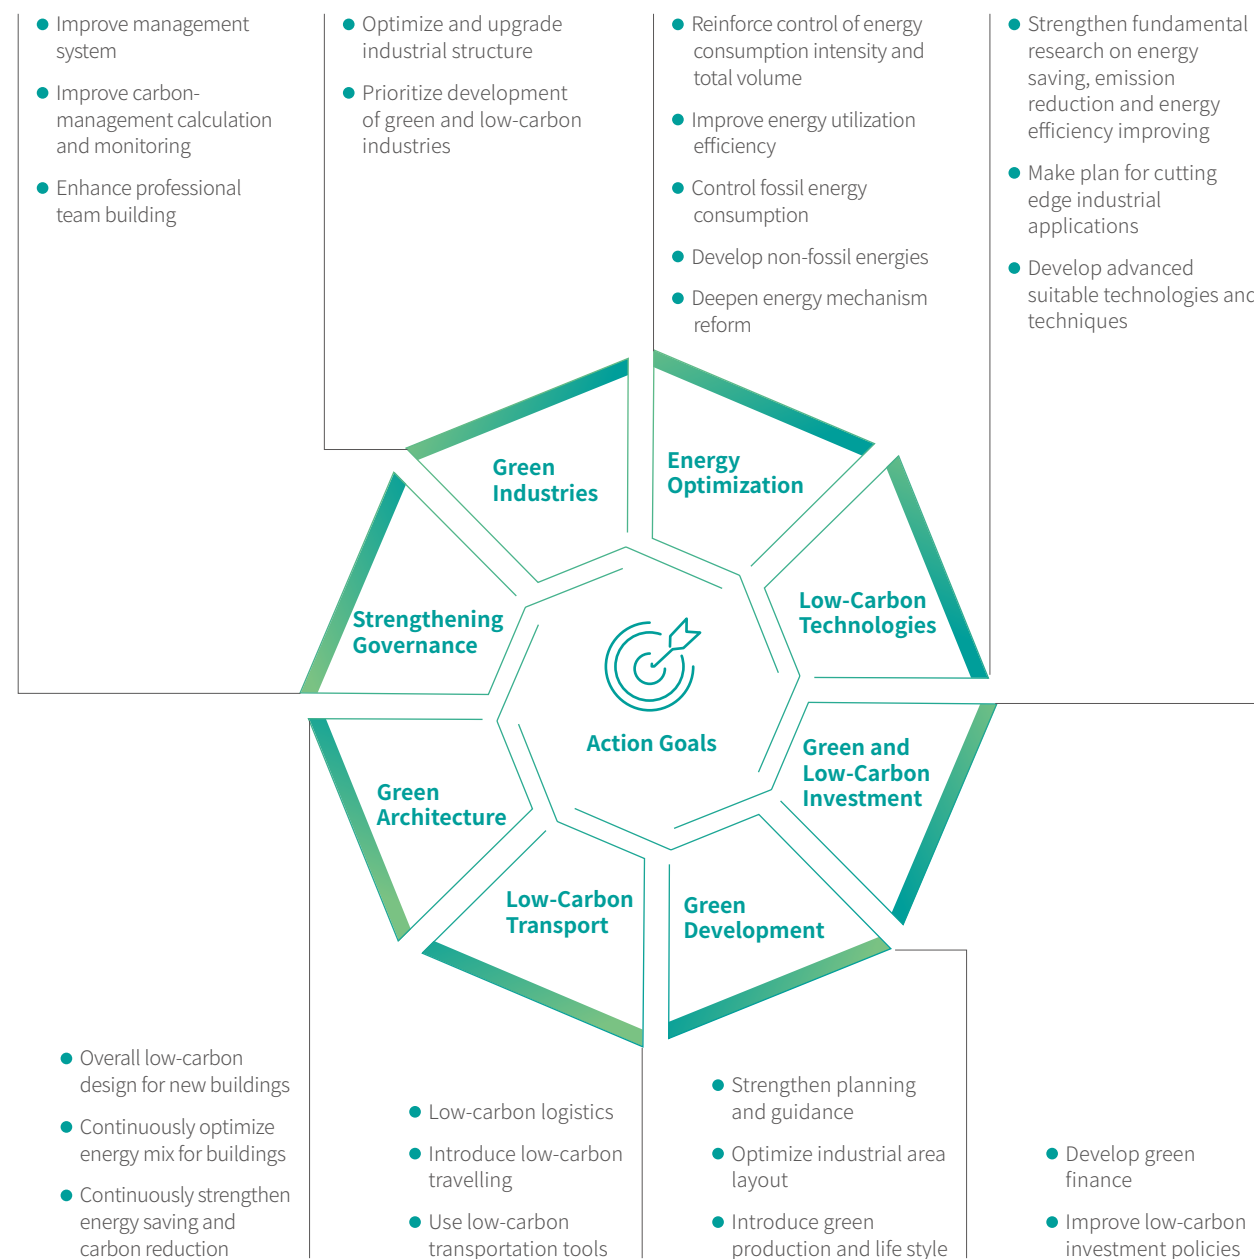 Improve management
system
Improve carbon-
management calculation
and monitoring
Enhance professional
team building
Optimize and upgrade
industrial structure
Prioritize development
of green and low-carbon
industries
Reinforce control of energy
consumption intensity and
total volume
Improve energy utilization
efficiency
Control fossil energy
consumption
Develop non-fossil energies
Deepen energy mechanism
reform
Strengthen fundamental
research on energy
saving, emission
reduction and energy
efficiency improving
Make plan for cutting
edge industrial
applications
Develop advanced
suitable technologies and
techniques
Green
Industries
Energy
Optimization
Strengthening
Governance
Low-Carbon
Technologies
Action Goals
Green and
Low-Carbon
Investment
Green
Architecture
Low-Carbon
Transport
Green
Development
Overall low-carbon
design for new buildings
Continuously optimize
energy mix for buildings
Continuously strengthen
energy saving and
carbon reduction
Low-carbon logistics
Introduce low-carbon
travelling
Use low-carbon
transportation tools
Strengthen planning
and guidance
Optimize industrial area
layout
Introduce green
production and life style
Develop green
finance
Improve low-carbon
investment policies